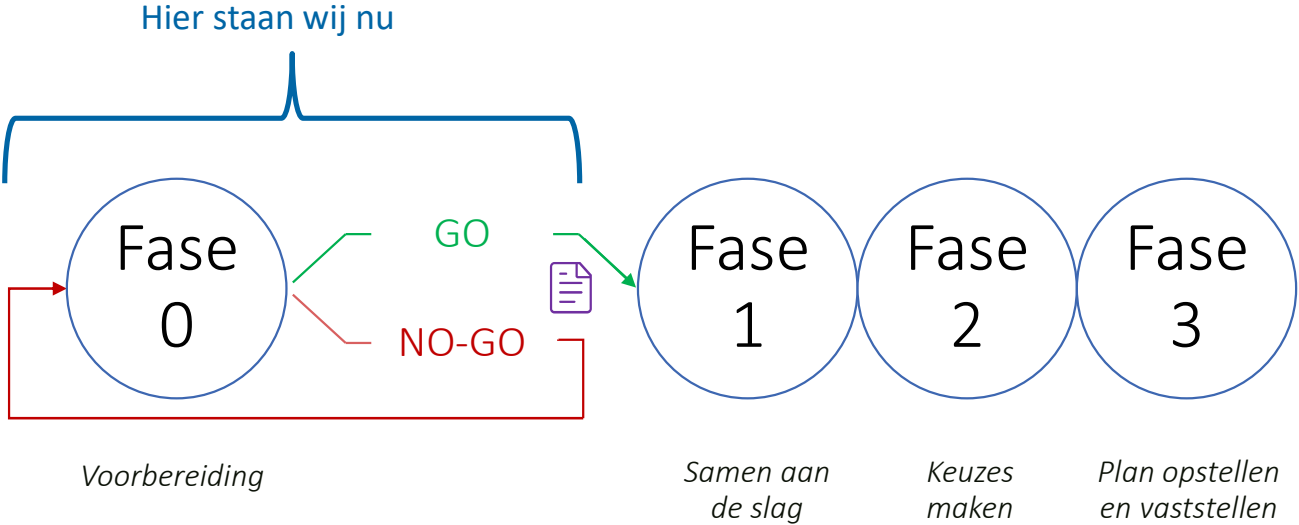 Hier staan wij nu
Fase
0
GO
NO-GO
Fase
1
Fase
2
Fase
3
Voorbereiding
Samen aan
de slag
Keuzes
maken
Plan opstellen
en vaststellen